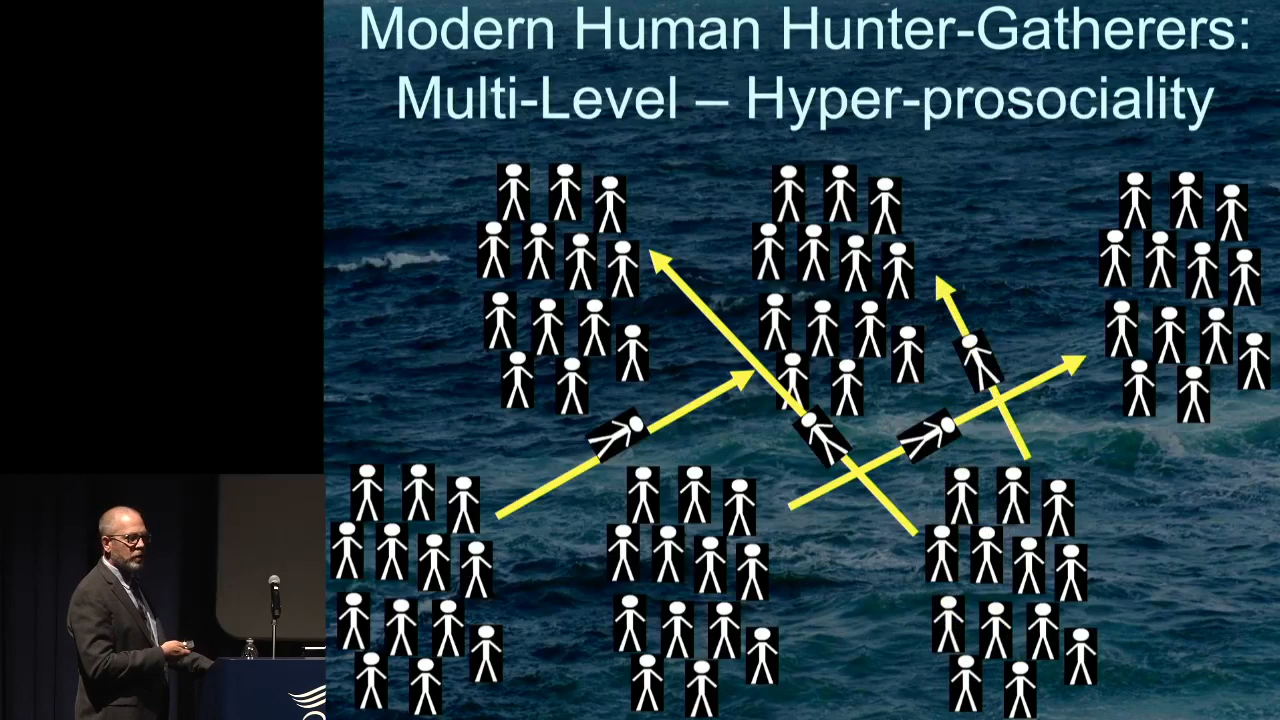 Modern Human Hunter-Gatherers:
Multi-Level – Hyper-prosociality